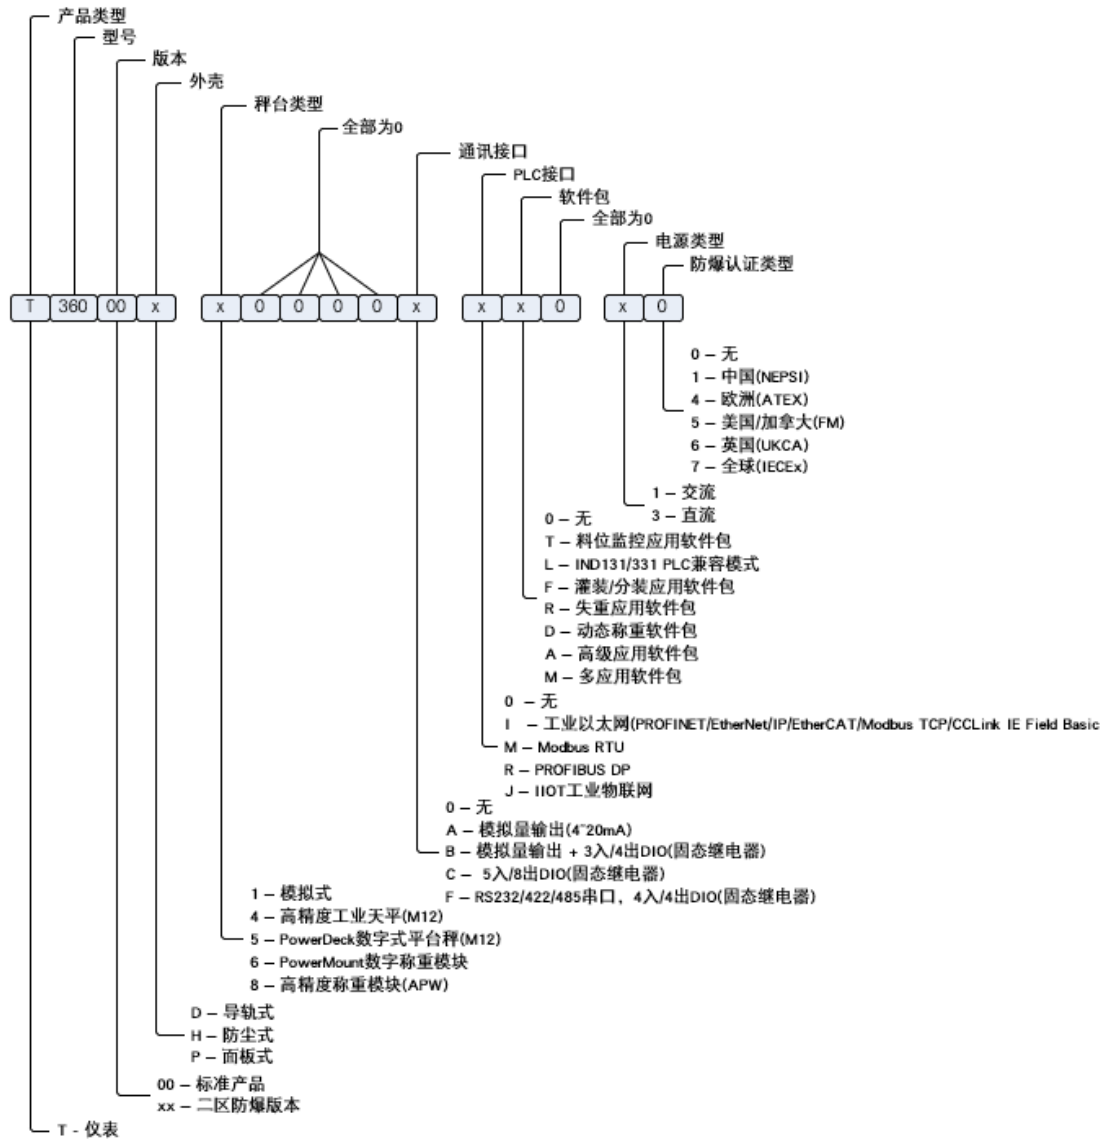 产品类型
型号
版本
外壳
秤台类型
全部为0
通讯接口
PLC接口
软件包
全部为0
电源类型
防爆认证类型
T 360 00 x x 0 0 0 0 x x x 0 x 0
0 – 无
1 – 中国(NEPSI)
4 – 欧洲(ATEX)
5 – 美国/加拿大(FM)
6 – 英国(UKCA)
7 – 全球(IECEx)
1 – 交流
3 – 直流
0 – 无
T – 料位监控应用软件包
L – IND131/331 PLC兼容模式
F – 灌装/分装应用软件包
R – 失重应用软件包
D – 动态称重软件包
A – 高级应用软件包
M – 多应用软件包
0 – 无
I – 工业以太网(PROFINET/EtherNet/IP/EtherCAT/Modbus TCP/CCLink IE Field Basic
M – Modbus RTU
R – PROFIBUS DP
J – IIOT工业物联网
0 – 无
A – 模拟量输出(4~20mA)
B – 模拟量输出 + 3入/4出DIO(固态继电器)
C – 5入/8出DIO(固态继电器)
F – RS232/422/485串口，4入/4出DIO(固态继电器)
1 – 模拟式
4 – 高精度工业天平(M12)
5 – PowerDeck数字式平台秤(M12)
6 – PowerMount数字称重模块
8 – 高精度称重模块(APW)
D – 导轨式
H – 防尘式
P – 面板式
00 – 标准产品
xx – 二区防爆版本
T - 仪表